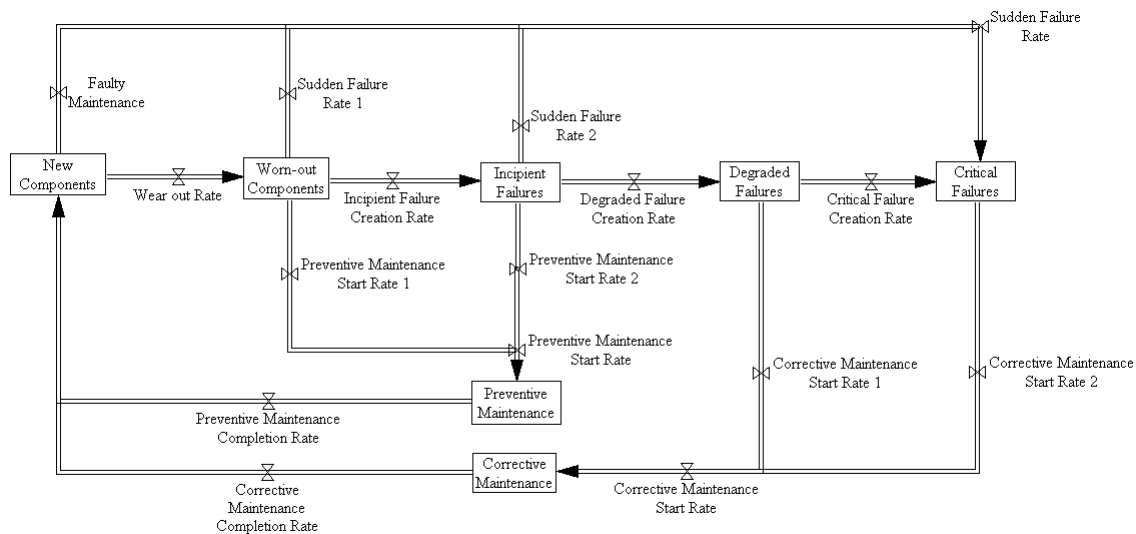 Sudden Failure
Rate
Faulty
Maintenance
Sudden Failure
Rate 1
Sudden Failure
Rate 2
New
Components
Wear out Rate
Worn-out
Components
Incipient Failure
Creation Rate
Incipient
Failures
Degraded Failure
Creation Rate
Degraded
Failures
Critical Failure
Creation Rate
Critical
Failures
Preventive Maintenance
Start Rate 1
Preventive Maintenance
Start Rate 2
Preventive Maintenance
Start Rate
Corrective Maintenance
Start Rate 1
Corrective Maintenance
Start Rate 2
Preventive
Maintenance
Preventive Maintenance
Completion Rate
Corrective
Maintenance
Corrective
Maintenance
Completion Rate
Corrective Maintenance
Start Rate